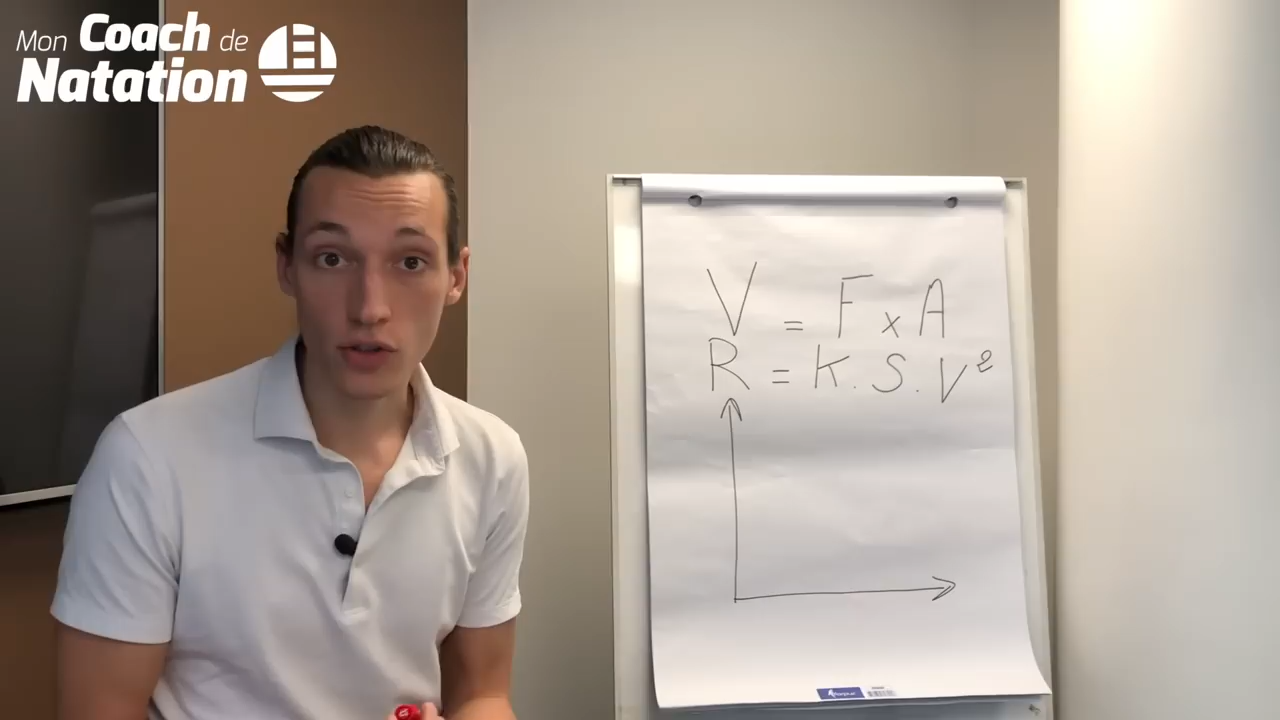 Mon Coach de
Natation
V = F x A
R = K . S . V²